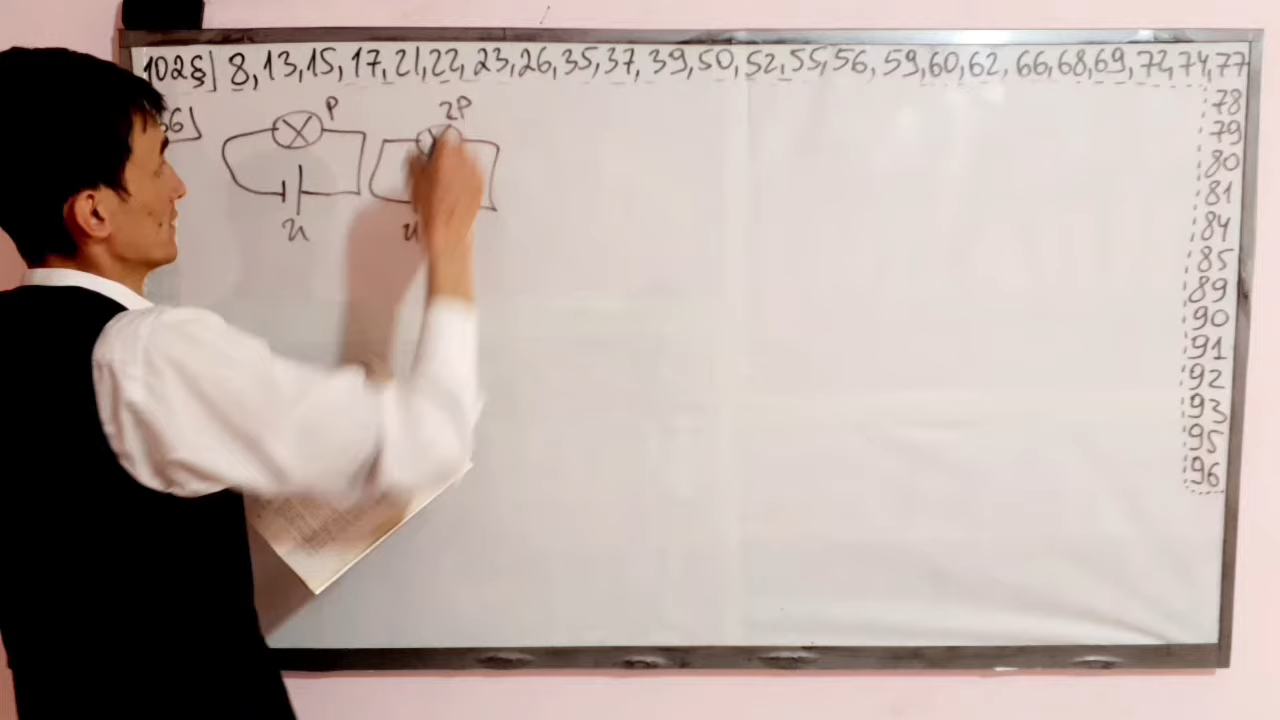 102§] 8, 13, 15, 17, 21, 22, 23, 26, 35, 37, 39, 50, 52, 55, 56, 59, 60, 62, 66, 68, 69, 72, 74, 77
78
79
80
81
84
85
89
90
91
92
93
95
96
56]
P
2P
u
u